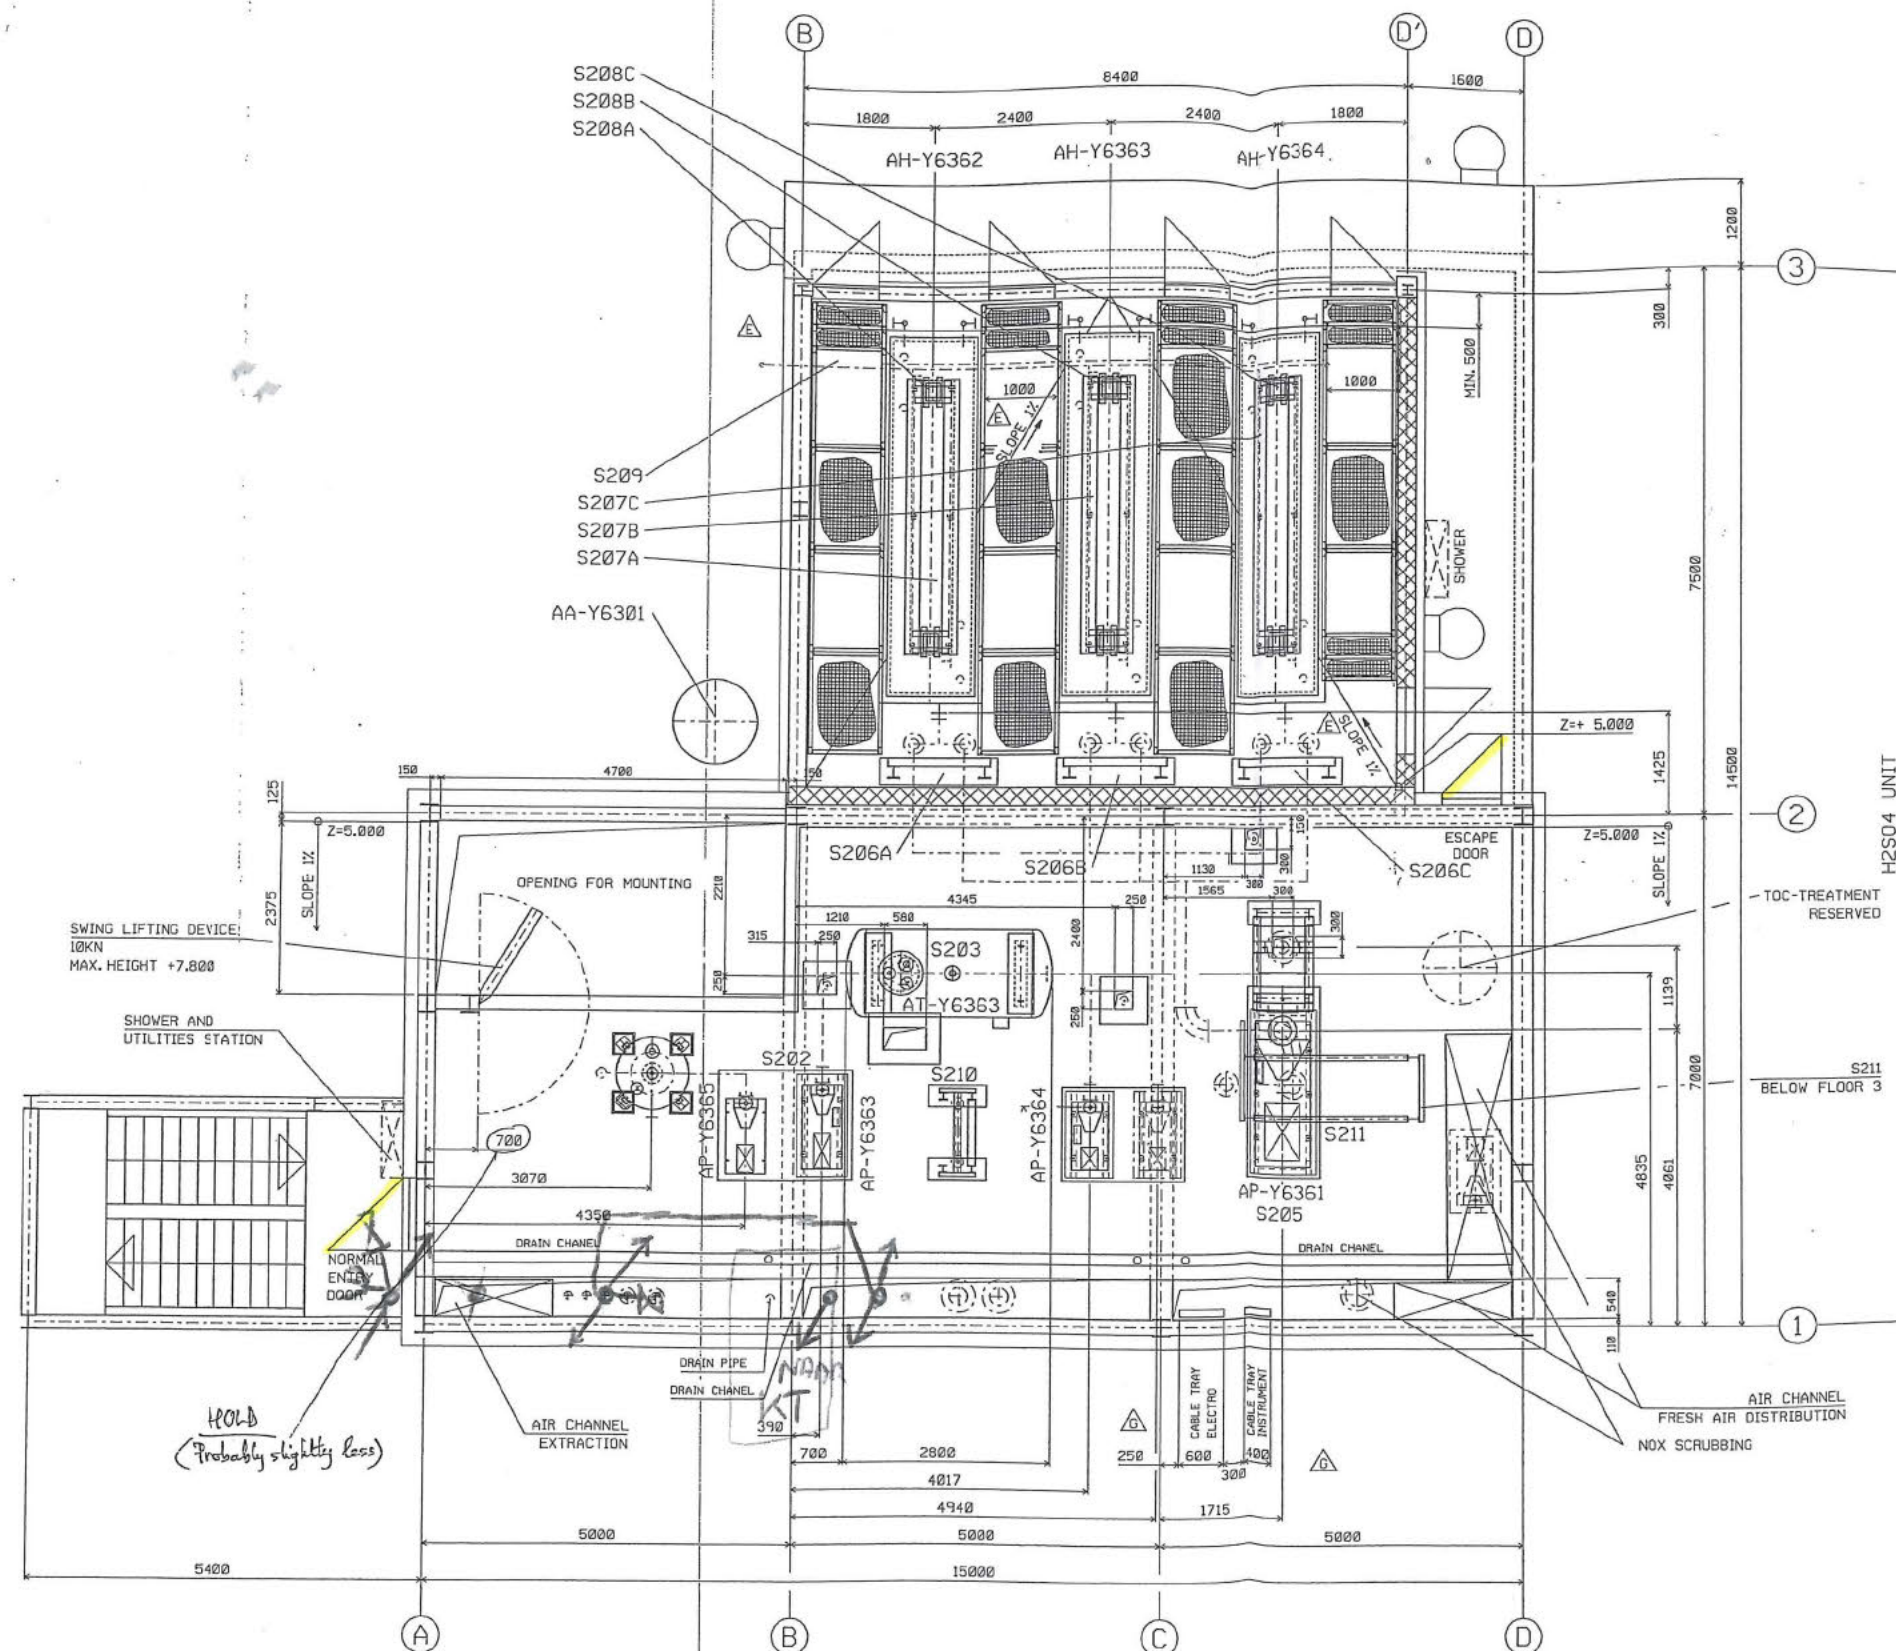 B
D'
D
S208C
S208B
S208A
8400
1600
1800
2400
2400
1800
AH-Y6362
AH-Y6363
AH-Y6364
1200
3
300
MIN. 500
E
1000
E
SLOPE 1%
1000
S209
S207C
S207B
S207A
SHOWER
7500
14500
AA-Y6301
E
SLOPE 1%
Z=+ 5.000
1425
H2SO4 UNIT
150
4700
150
125
2
Z=5.000
SLOPE 1%
2375
S206A
S206B
S206C
150
300
ESCAPE
DOOR
Z=5.000
SLOPE 1%
OPENING FOR MOUNTING
2210
1130
300
1565
300
4345
250
TOC-TREATMENT
RESERVED
SWING LIFTING DEVICE
10KN
MAX. HEIGHT +7.800
1210
580
315
250
250
S203
AT-Y6363
2400
250
300
1139
SHOWER AND
UTILITIES STATION
S202
S210
S211
BELOW FLOOR 3
7000
AP-Y6365
AP-Y6363
AP-Y6364
S211
700
3070
4350
AP-Y6361
S205
4835
4061
DRAIN CHANEL
DRAIN CHANEL
NORMAL
ENTRY
DOOR
540
110
1
DRAIN PIPE
DRAIN CHANEL
KT
390
CABLE TRAY
ELECTRO
CABLE TRAY
INSTRUMENT
G
G
AIR CHANNEL
FRESH AIR DISTRIBUTION
NOX SCRUBBING
HOLD
(Probably slightly less)
AIR CHANNEL
EXTRACTION
700
2800
250
600
300
400
4017
4940
1715
5000
5000
5000
5400
15000
A
B
C
D